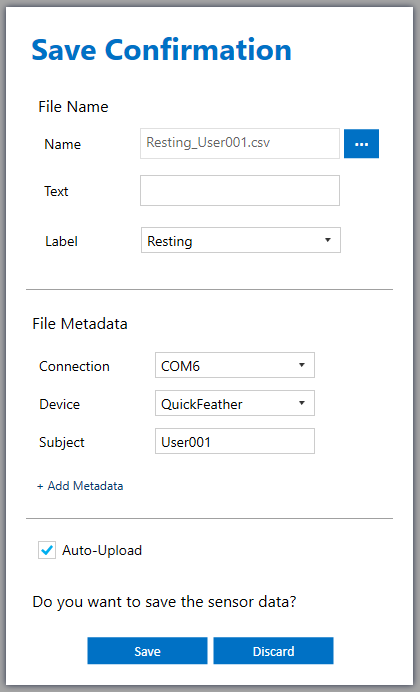 Save Confirmation
File Name
Name Resting_User001.csv ...
Text
Label Resting
File Metadata
Connection COM6
Device QuickFeather
Subject User001
+ Add Metadata
Auto-Upload
Do you want to save the sensor data?
Save Discard